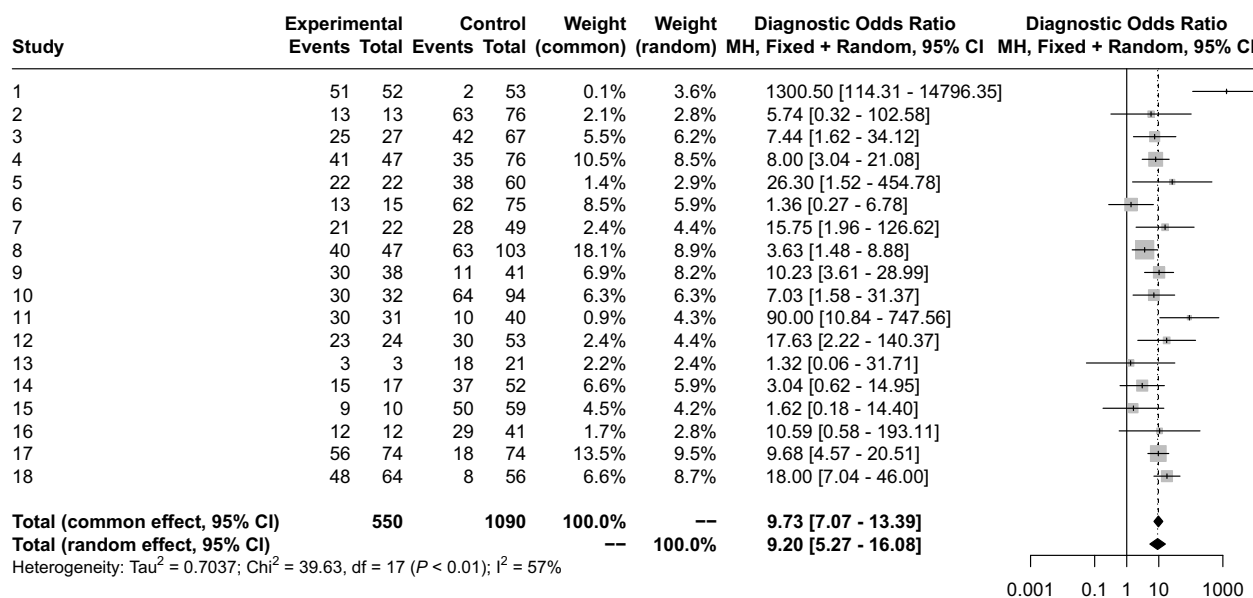 Experimental Control Weight Weight Diagnostic Odds Ratio Diagnostic Odds Ratio
Study Events Total Events Total (common) (random) MH, Fixed + Random, 95% CI MH, Fixed + Random, 95% CI
1 51 52 2 53 0.1% 3.6% 1300.50 [114.31 - 14796.35]
2 13 13 63 76 2.1% 2.8% 5.74 [0.32 - 102.58]
3 25 27 42 67 5.5% 6.2% 7.44 [1.62 - 34.12]
4 41 47 35 76 10.5% 8.5% 8.00 [3.04 - 21.08]
5 22 22 38 60 1.4% 2.9% 26.30 [1.52 - 454.78]
6 13 15 62 75 8.5% 5.9% 1.36 [0.27 - 6.78]
7 21 22 28 49 2.4% 4.4% 15.75 [1.96 - 126.62]
8 40 47 63 103 18.1% 8.9% 3.63 [1.48 - 8.88]
9 30 38 11 41 6.9% 8.2% 10.23 [3.61 - 28.99]
10 30 32 64 94 6.3% 6.3% 7.03 [1.58 - 31.37]
11 30 31 10 40 0.9% 4.3% 90.00 [10.84 - 747.56]
12 23 24 30 53 2.4% 4.4% 17.63 [2.22 - 140.37]
13 3 3 18 21 2.2% 2.4% 1.32 [0.06 - 31.71]
14 15 17 37 52 6.6% 5.9% 3.04 [0.62 - 14.95]
15 9 10 50 59 4.5% 4.2% 1.62 [0.18 - 14.40]
16 12 12 29 41 1.7% 2.8% 10.59 [0.58 - 193.11]
17 56 74 18 74 13.5% 9.5% 9.68 [4.57 - 20.51]
18 48 64 8 56 6.6% 8.7% 18.00 [7.04 - 46.00]
Total (common effect, 95% CI) 550 1090 100.0% −− 9.73 [7.07 - 13.39]
Total (random effect, 95% CI) −− 100.0% 9.20 [5.27 - 16.08]
Heterogeneity: Tau² = 0.7037; Chi² = 39.63, df = 17 (P < 0.01); I² = 57%
0.001 0.1 1 10 1000